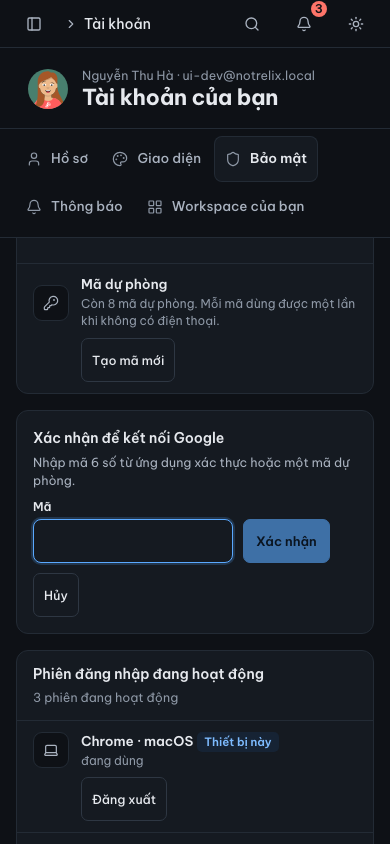 Tài khoản
3
Nguyễn Thu Hà · ui-dev@notrelix.local
Tài khoản của bạn
Hồ sơ
Giao diện
Bảo mật
Thông báo
Workspace của bạn
Mã dự phòng
Còn 8 mã dự phòng. Mỗi mã dùng được một lần
khi không có điện thoại.
Tạo mã mới
Xác nhận để kết nối Google
Nhập mã 6 số từ ứng dụng xác thực hoặc một mã dự
phòng.
Mã
Xác nhận
Hủy
Phiên đăng nhập đang hoạt động
3 phiên đang hoạt động
Chrome · macOS Thiết bị này
đang dùng
Đăng xuất